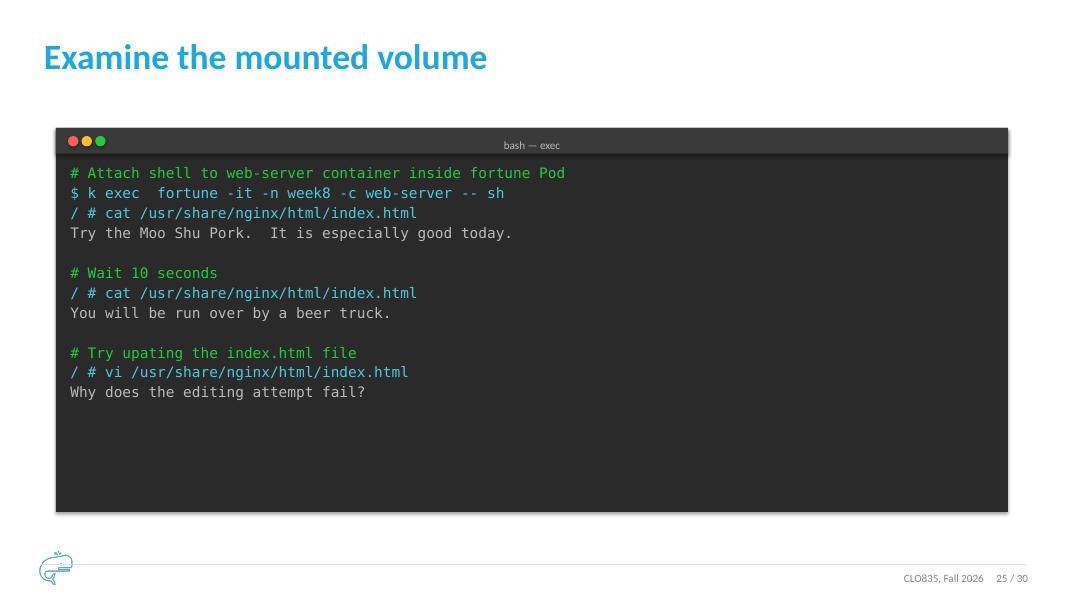 Examine the mounted volume
bash — exec
# Attach shell to web-server container inside fortune Pod
$ k exec  fortune -it -n week8 -c web-server -- sh
/ # cat /usr/share/nginx/html/index.html
Try the Moo Shu Pork.  It is especially good today.
# Wait 10 seconds
/ # cat /usr/share/nginx/html/index.html
You will be run over by a beer truck.
# Try upating the index.html file
/ # vi /usr/share/nginx/html/index.html
Why does the editing attempt fail?
CLO835, Fall 2026 25 / 30